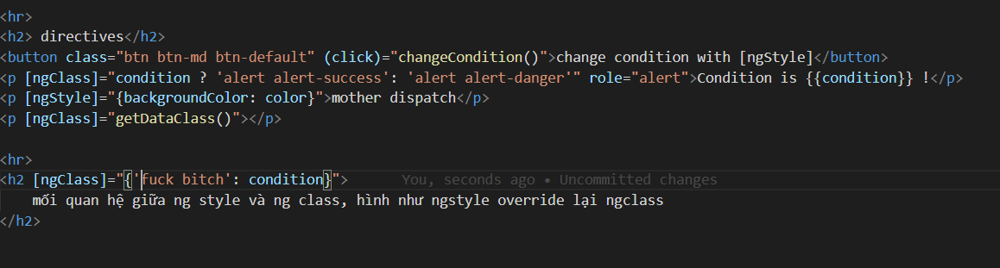 <hr>
<h2> directives</h2>
<button class="btn btn-md btn-default" (click)="changeCondition()">change condition with [ngStyle]</button>
<p [ngClass]="condition ? 'alert alert-success': 'alert alert-danger'" role="alert">Condition is {{condition}} !</p>
<p [ngStyle]="{backgroundColor: color}">mother dispatch</p>
<p [ngClass]="getDataClass()"></p>
<hr>
<h2 [ngClass]="{'fuck bitch': condition}"> You, seconds ago • Uncommitted changes
mối quan hệ giữa ng style và ng class, hình như ngstyle override lại ngclass
</h2>